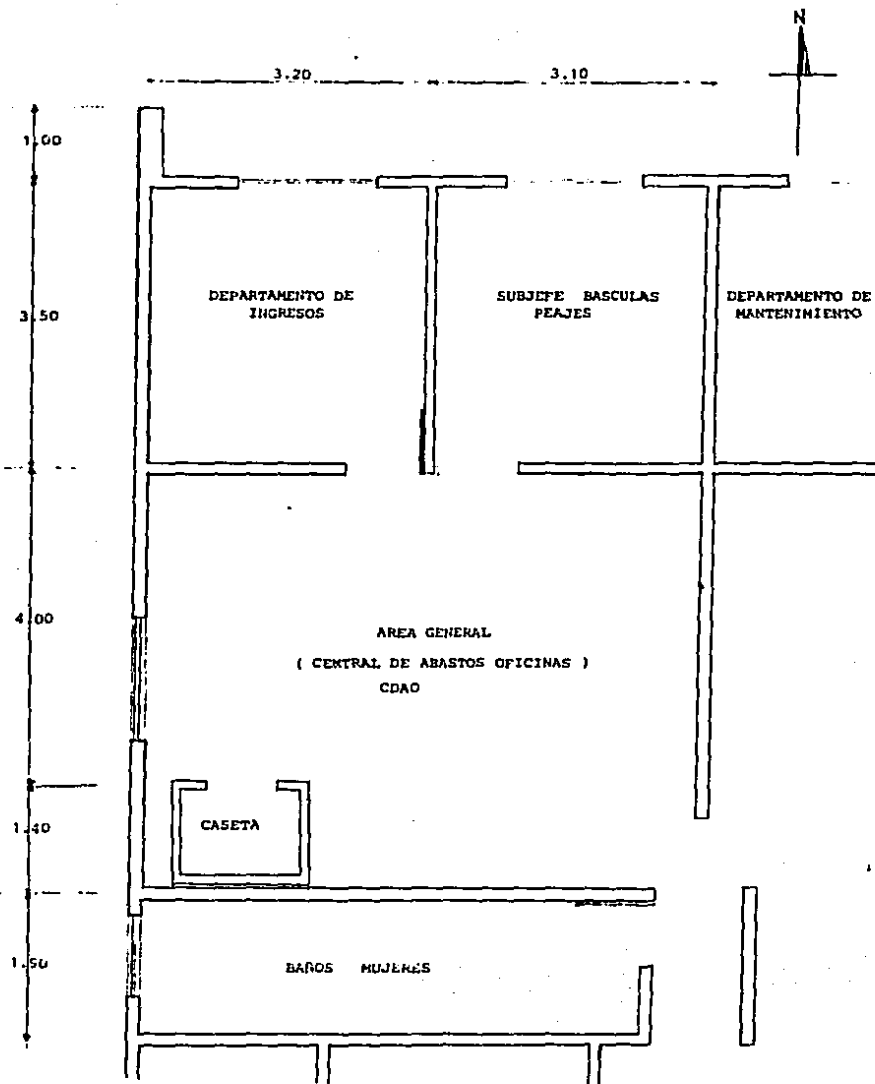 N
3.20
3.10
1.00
3.50
DEPARTAMENTO DE
INGRESOS
SUBJEFE BASCULAS
PEAJES
DEPARTAMENTO DE
MANTENIMIENTO
4.00
AREA GENERAL
( CENTRAL DE ABASTOS OFICINAS )
CDAO
1.40
CASETA
1.50
BAÑOS MUJERES